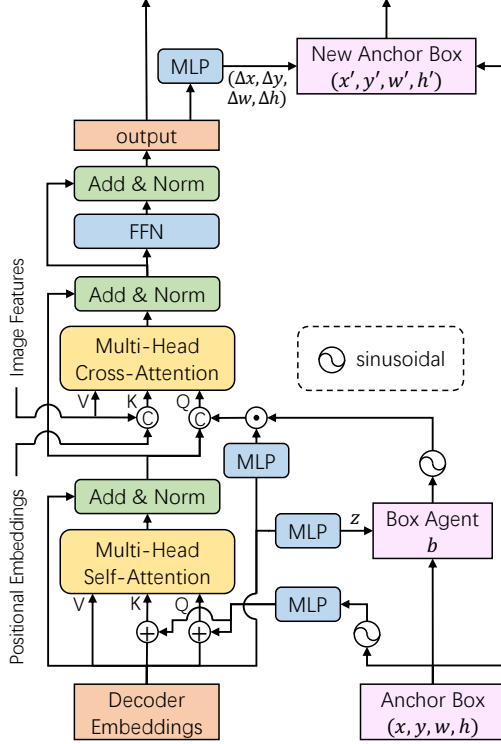 MLP
(Δx, Δy,
Δw, Δh)
New Anchor Box
(x′, y′, w′, h′)
output
Add & Norm
FFN
Add & Norm
Image Features
Multi-Head
Cross-Attention
sinusoidal
V
K
Q
C
C
MLP
Positional Embeddings
Add & Norm
MLP
z
Box Agent
b
Multi-Head
Self-Attention
V
K
Q
MLP
Decoder
Embeddings
Anchor Box
(x, y, w, h)